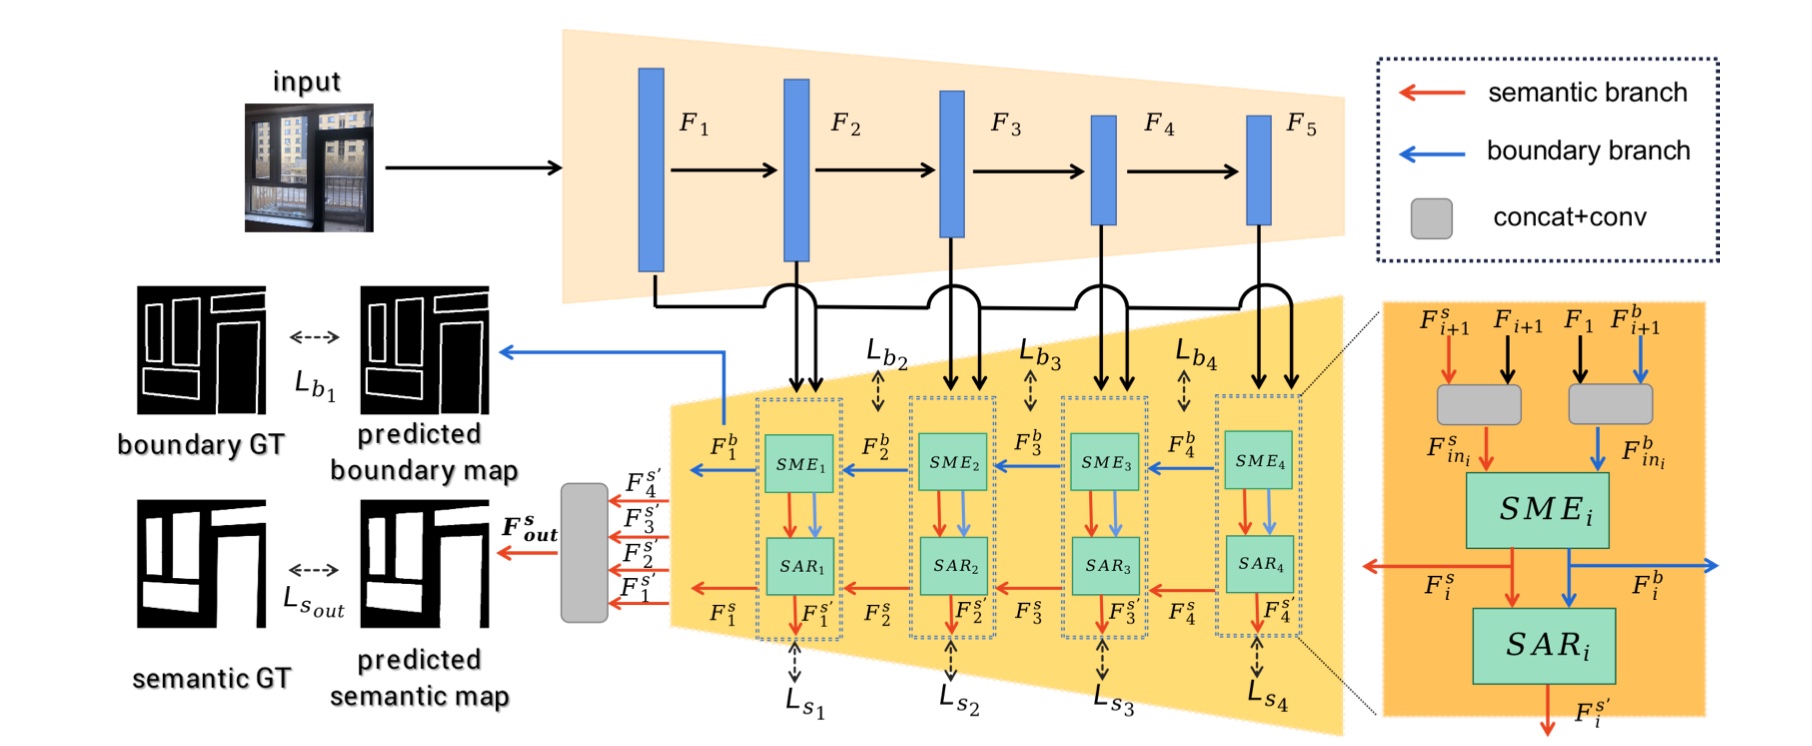 input
F_1
F_2
F_3
F_4
F_5
semantic branch
boundary branch
concat+conv
L_{b_1}
boundary GT
predicted
boundary map
L_{b_2}
L_{b_3}
L_{b_4}
F_1^b
F_2^b
F_3^b
F_4^b
SME_1
SME_2
SME_3
SME_4
F_4^{s'}
F_3^{s'}
F_2^{s'}
F_1^{s'}
F_{out}^s
L_{s_{out}}
SAR_1
SAR_2
SAR_3
SAR_4
F_1^s
F_1^{s'}
F_2^s
F_2^{s'}
F_3^s
F_3^{s'}
F_4^s
F_4^{s'}
semantic GT
predicted
semantic map
L_{s_1}
L_{s_2}
L_{s_3}
L_{s_4}
F_{i+1}^s
F_{i+1}
F_1
F_{i+1}^b
F_{in_i}^s
F_{in_i}^b
SME_i
F_i^s
F_i^b
SAR_i
F_i^{s'}